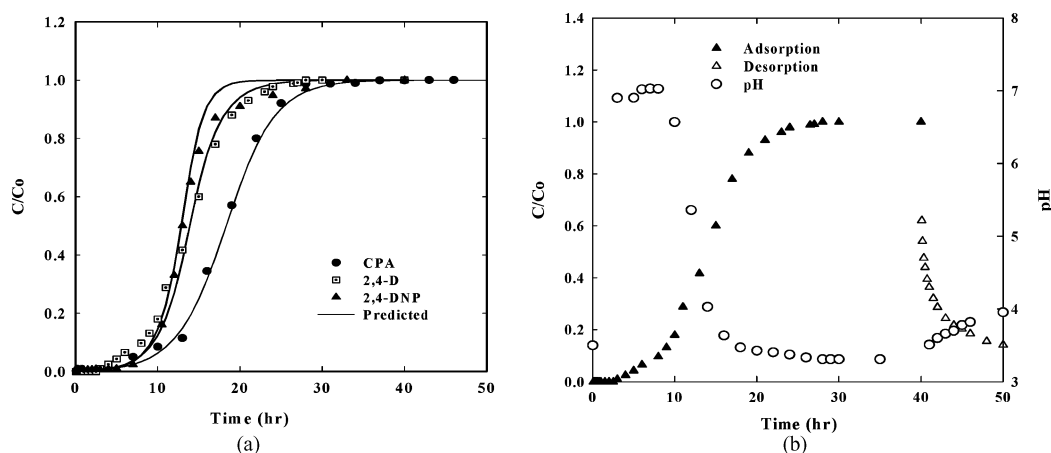 1.2
1.0
0.8
0.6
0.4
0.2
0.0
C/Co
0
10
20
30
40
50
Time (hr)
CPA
2,4-D
2,4-DNP
Predicted
(a)
1.4
1.2
1.0
0.8
0.6
0.4
0.2
0.0
C/Co
0
10
20
30
40
50
Time (hr)
Adsorption
Desorption
pH
8
7
6
5
4
3
pH
(b)